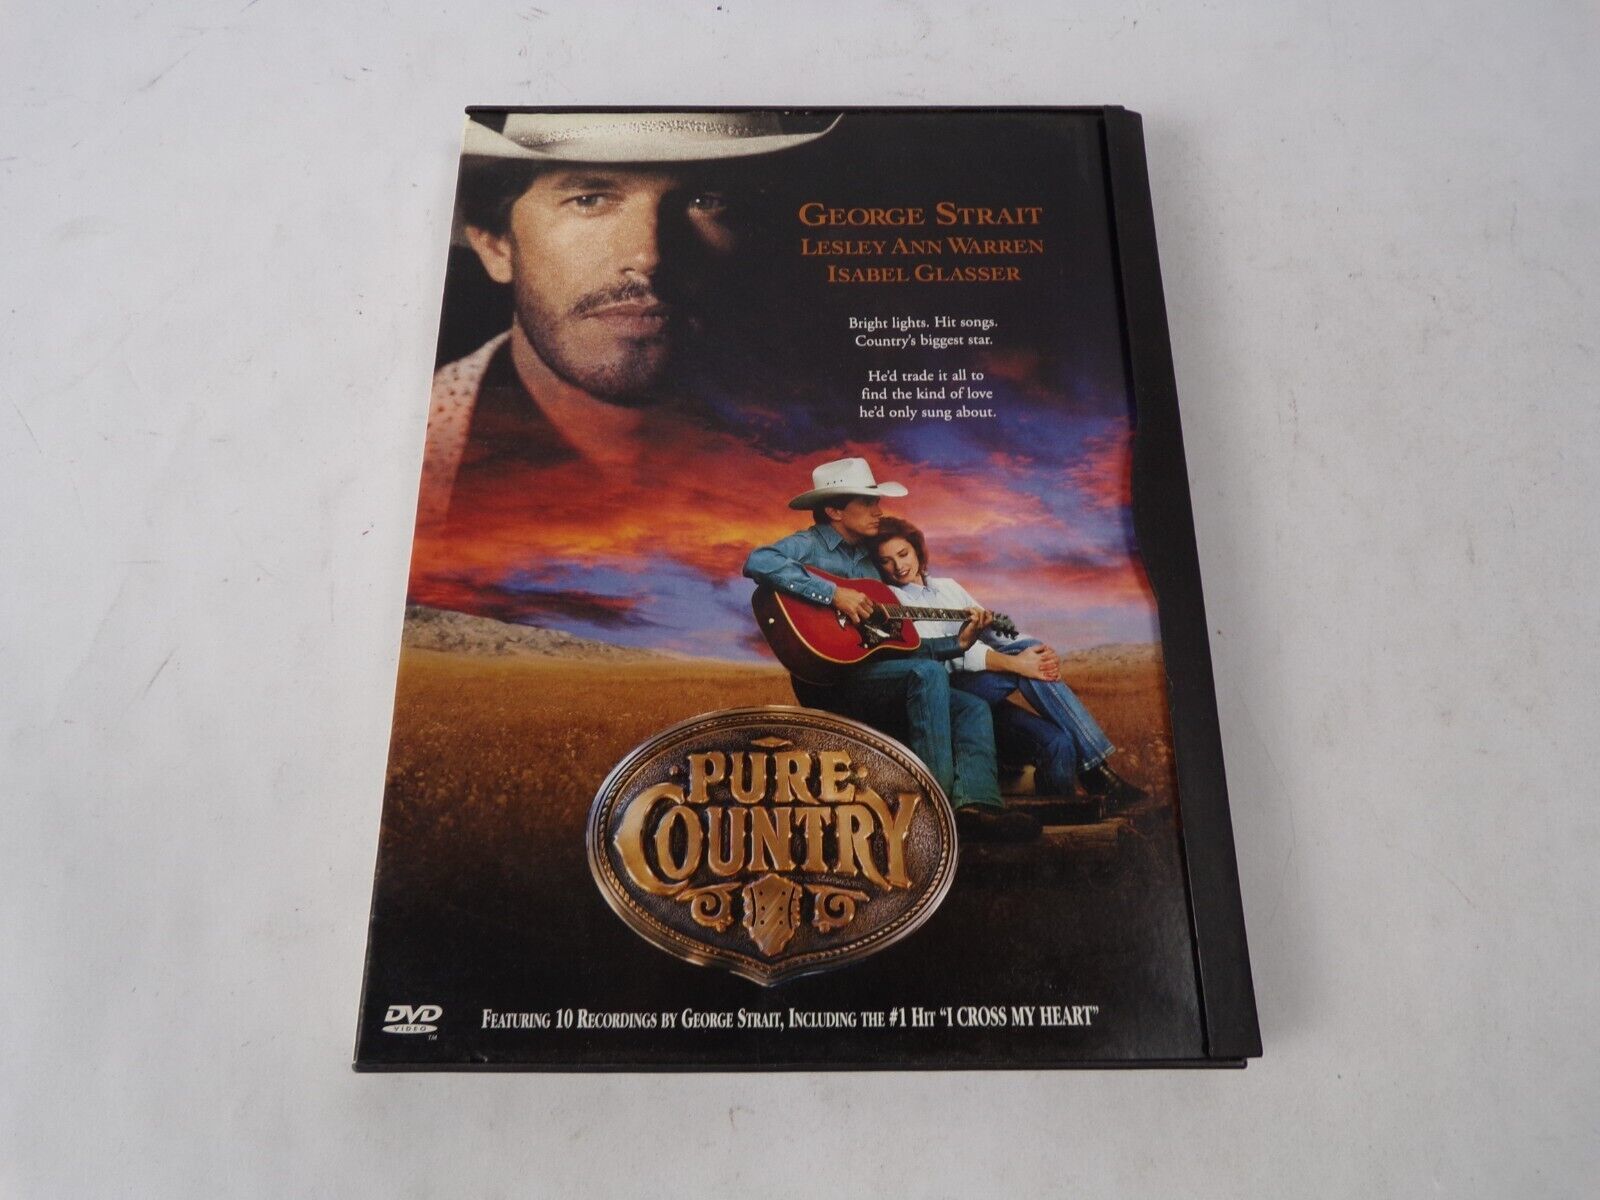 GEORGE STRAIT
LESLEY ANN WARREN
ISABEL GLASSER
Bright lights. Hit songs.
Country's biggest star.
He'd trade it all to
find the kind of love
he'd only sung about.
PURE
COUNTRY
DVD
VIDEO
TM
FEATURING 10 RECORDINGS BY GEORGE STRAIT, INCLUDING THE #1 HIT "I CROSS MY HEART"